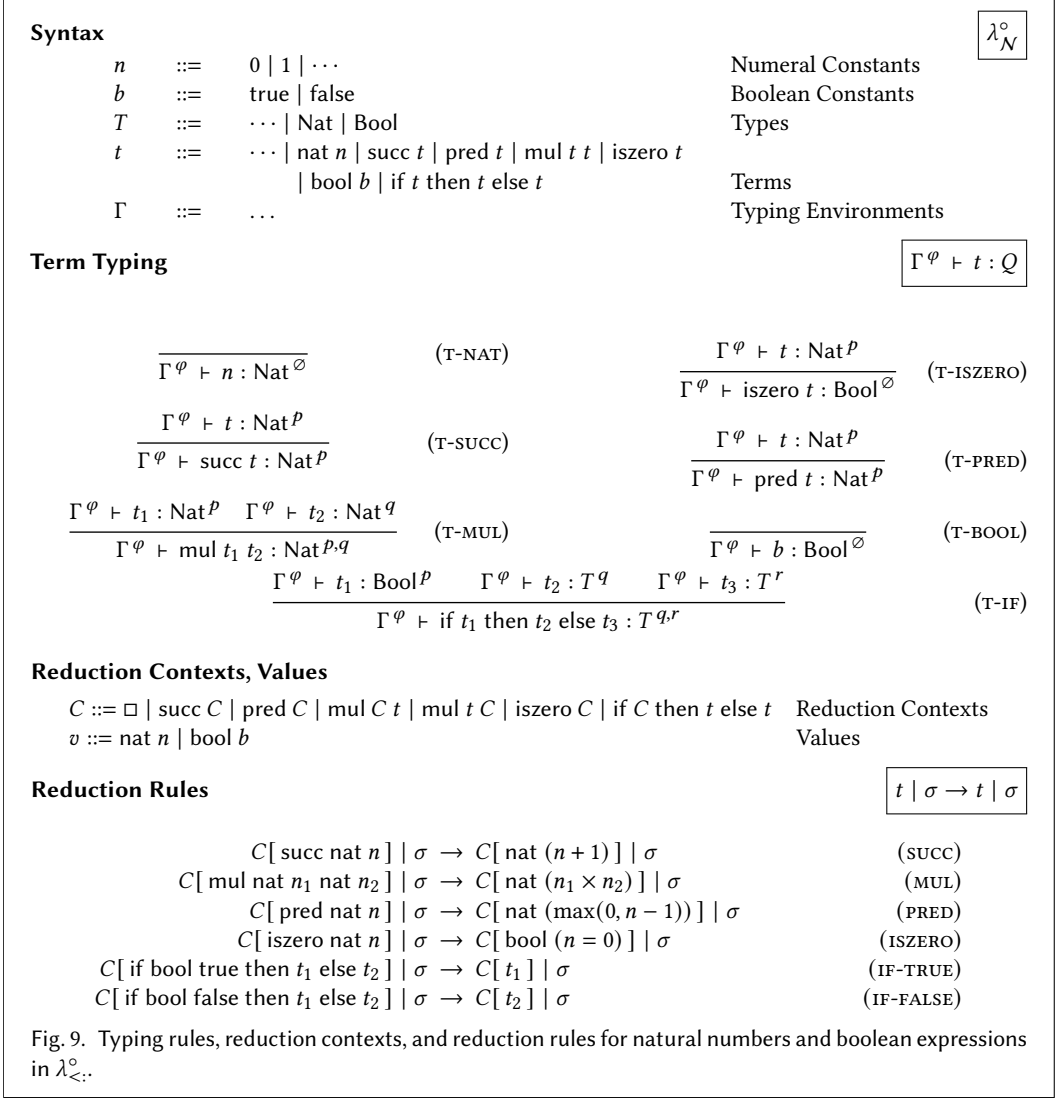 Syntax λ°_𝒩
n ::= 0 | 1 | ⋯ Numeral Constants
b ::= true | false Boolean Constants
T ::= ⋯ | Nat | Bool Types
t ::= ⋯ | nat n | succ t | pred t | mul t t | iszero t
| bool b | if t then t else t Terms
Γ ::= … Typing Environments
Term Typing Γ^φ ⊢ t : Q
Γ^φ ⊢ n : Nat^∅ (T-NAT)
Γ^φ ⊢ t : Nat^p
Γ^φ ⊢ iszero t : Bool^∅ (T-ISZERO)
Γ^φ ⊢ t : Nat^p
Γ^φ ⊢ succ t : Nat^p (T-SUCC)
Γ^φ ⊢ t : Nat^p
Γ^φ ⊢ pred t : Nat^p (T-PRED)
Γ^φ ⊢ t₁ : Nat^p Γ^φ ⊢ t₂ : Nat^q
Γ^φ ⊢ mul t₁ t₂ : Nat^p,q (T-MUL)
Γ^φ ⊢ b : Bool^∅ (T-BOOL)
Γ^φ ⊢ t₁ : Bool^p Γ^φ ⊢ t₂ : T^q Γ^φ ⊢ t₃ : T^r
Γ^φ ⊢ if t₁ then t₂ else t₃ : T^q,r (T-IF)
Reduction Contexts, Values
C ::= □ | succ C | pred C | mul C t | mul t C | iszero C | if C then t else t Reduction Contexts
v ::= nat n | bool b Values
Reduction Rules t | σ → t | σ
C[ succ nat n ] | σ → C[ nat (n + 1) ] | σ (SUCC)
C[ mul nat n₁ nat n₂ ] | σ → C[ nat (n₁ × n₂) ] | σ (MUL)
C[ pred nat n ] | σ → C[ nat (max(0, n − 1)) ] | σ (PRED)
C[ iszero nat n ] | σ → C[ bool (n = 0) ] | σ (ISZERO)
C[ if bool true then t₁ else t₂ ] | σ → C[ t₁ ] | σ (IF-TRUE)
C[ if bool false then t₁ else t₂ ] | σ → C[ t₂ ] | σ (IF-FALSE)
Fig. 9. Typing rules, reduction contexts, and reduction rules for natural numbers and boolean expressions
in λ°_<:.